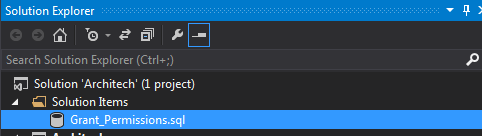 Solution Explorer
Search Solution Explorer (Ctrl+;)
Solution 'Architech' (1 project)
Solution Items
Grant_Permissions.sql